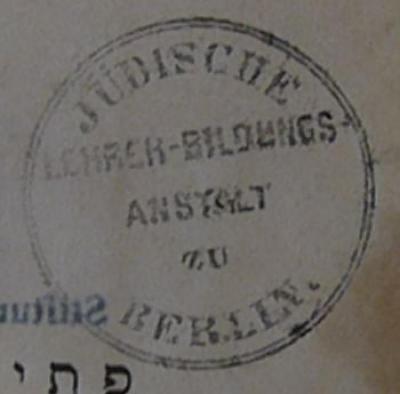 JÜDISCHE
LEHRER-BILDUNGS-
ANSTALT
ZU
BERLIN.